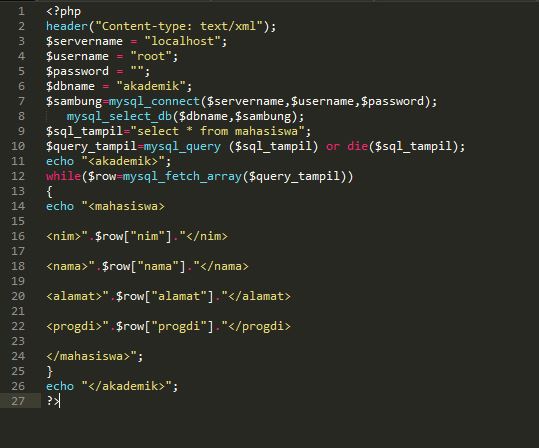 1 <?php
2 header("Content-type: text/xml");
3 $servername = "localhost";
4 $username = "root";
5 $password = "";
6 $dbname = "akademik";
7 $sambung=mysql_connect($servername,$username,$password);
8 mysql_select_db($dbname,$sambung);
9 $sql_tampil="select * from mahasiswa";
10 $query_tampil=mysql_query ($sql_tampil) or die($sql_tampil);
11 echo "<akademik>";
12 while($row=mysql_fetch_array($query_tampil))
13 {
14 echo "<mahasiswa>
15
16 <nim>".$row["nim"]."</nim>
17
18 <nama>".$row["nama"]."</nama>
19
20 <alamat>".$row["alamat"]."</alamat>
21
22 <progdi>".$row["progdi"]."</progdi>
23
24 </mahasiswa>";
25 }
26 echo "</akademik>";
27 ?>